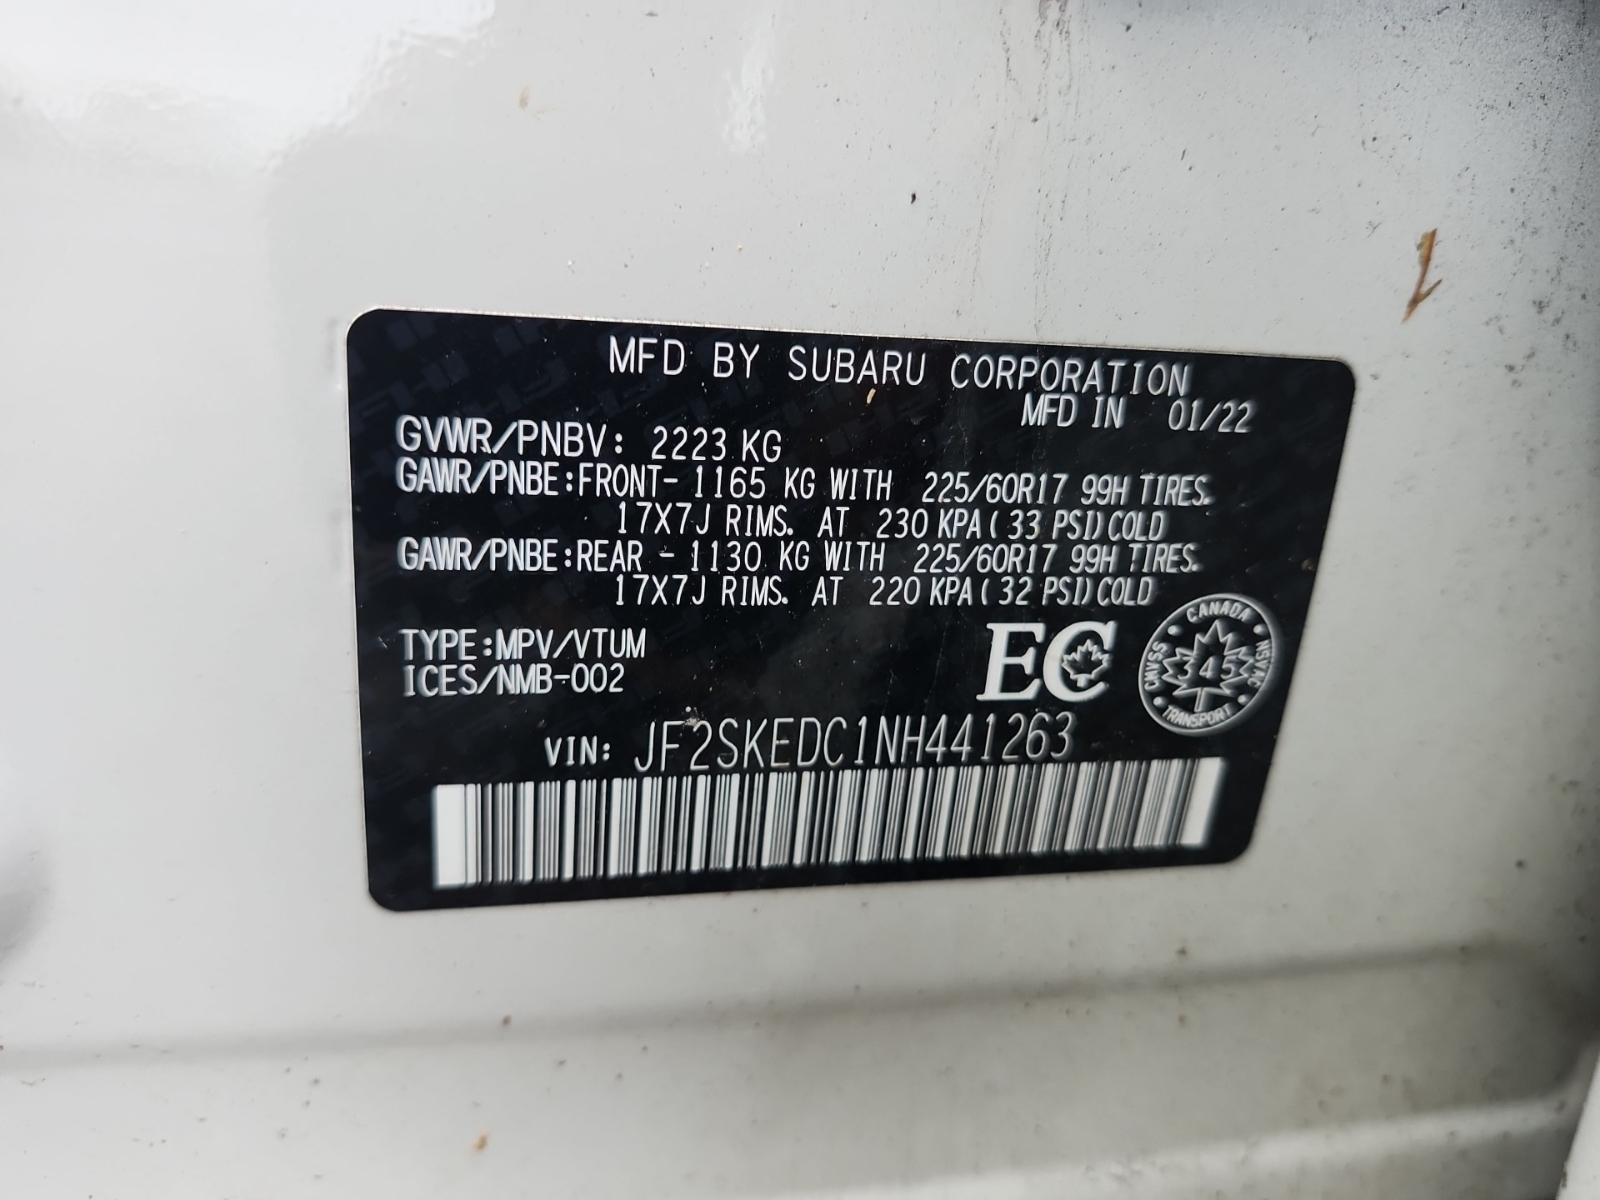 MFD BY SUBARU CORPORATION
MFD IN 01/22
GVWR/PNBV: 2223 KG
GAWR/PNBE:FRONT- 1165 KG WITH 225/60R17 99H TIRES.
17X7J RIMS. AT 230 KPA(33 PSI)COLD
GAWR/PNBE:REAR - 1130 KG WITH 225/60R17 99H TIRES.
17X7J RIMS. AT 220 KPA(32 PSI)COLD
TYPE:MPV/VTUM
ICES/NMB-002
EC
CANADA
CMVSS
345
NSVAC
TRANSPORT
VIN: JF2SKEDC1NH441263